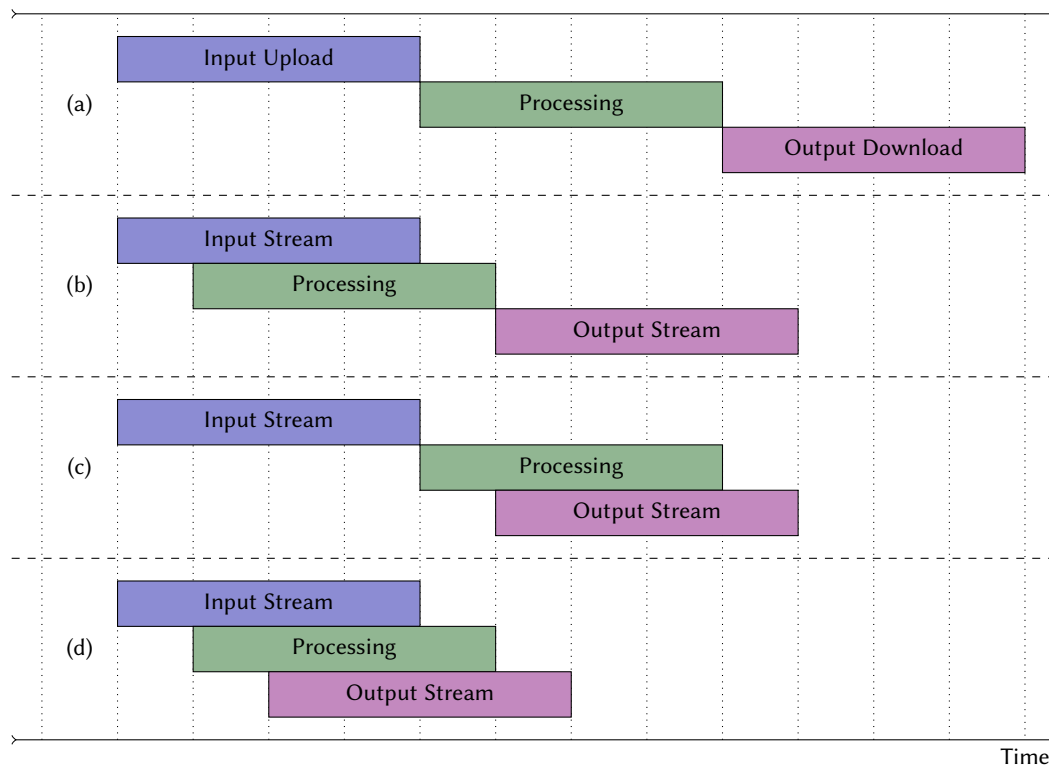 Input Upload
(a)
Processing
Output Download
Input Stream
(b)
Processing
Output Stream
Input Stream
(c)
Processing
Output Stream
Input Stream
(d)
Processing
Output Stream
Time